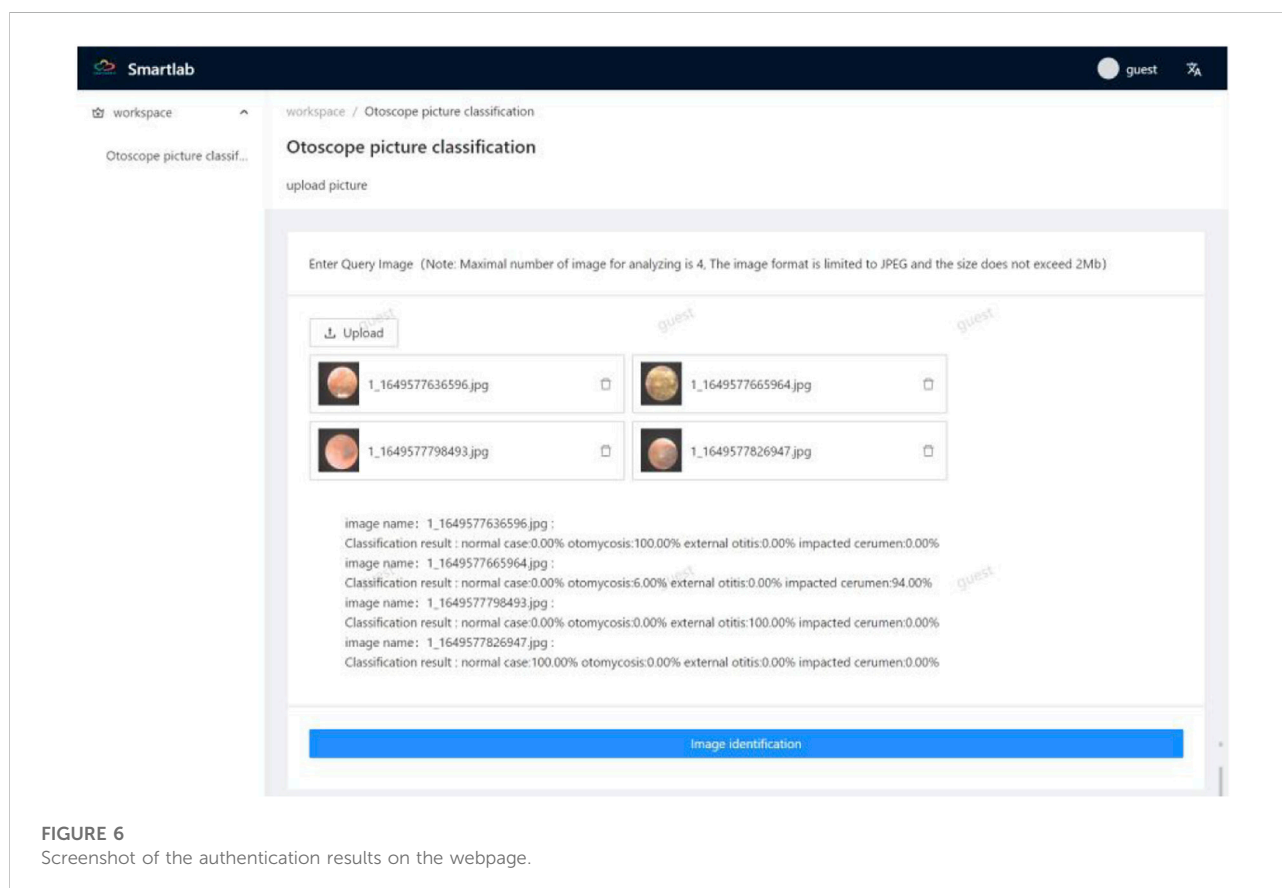 Smartlab
guest
workspace
workspace / Otoscope picture classification
Otoscope picture classif...
Otoscope picture classification
upload picture
Enter Query Image (Note: Maximal number of image for analyzing is 4, The image format is limited to JPEG and the size does not exceed 2Mb)
guest guest guest
Upload
1_1649577636596.jpg 1_1649577665964.jpg
1_1649577798493.jpg 1_1649577826947.jpg
image name: 1_1649577636596.jpg :
Classification result : normal case:0.00% otomycosis:100.00% external otitis:0.00% impacted cerumen:0.00%
image name: 1_1649577665964.jpg :
guest guest guest
Classification result : normal case:0.00% otomycosis:6.00% external otitis:0.00% impacted cerumen:94.00%
image name: 1_1649577798493.jpg :
Classification result : normal case:0.00% otomycosis:0.00% external otitis:100.00% impacted cerumen:0.00%
image name: 1_1649577826947.jpg :
Classification result : normal case:100.00% otomycosis:0.00% external otitis:0.00% impacted cerumen:0.00%
Image identification
FIGURE 6
Screenshot of the authentication results on the webpage.